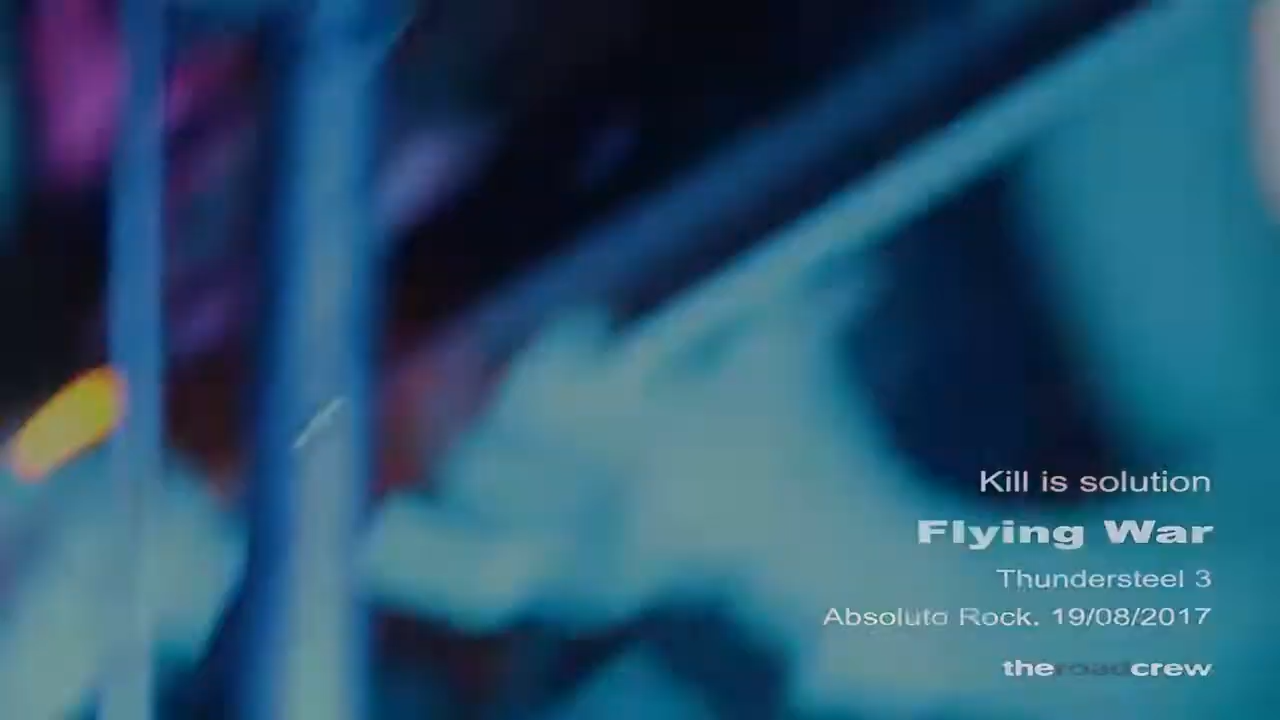 Kill is solution
Flying War
Thundersteel 3
Absoluto Rock. 19/08/2017
theroadcrew